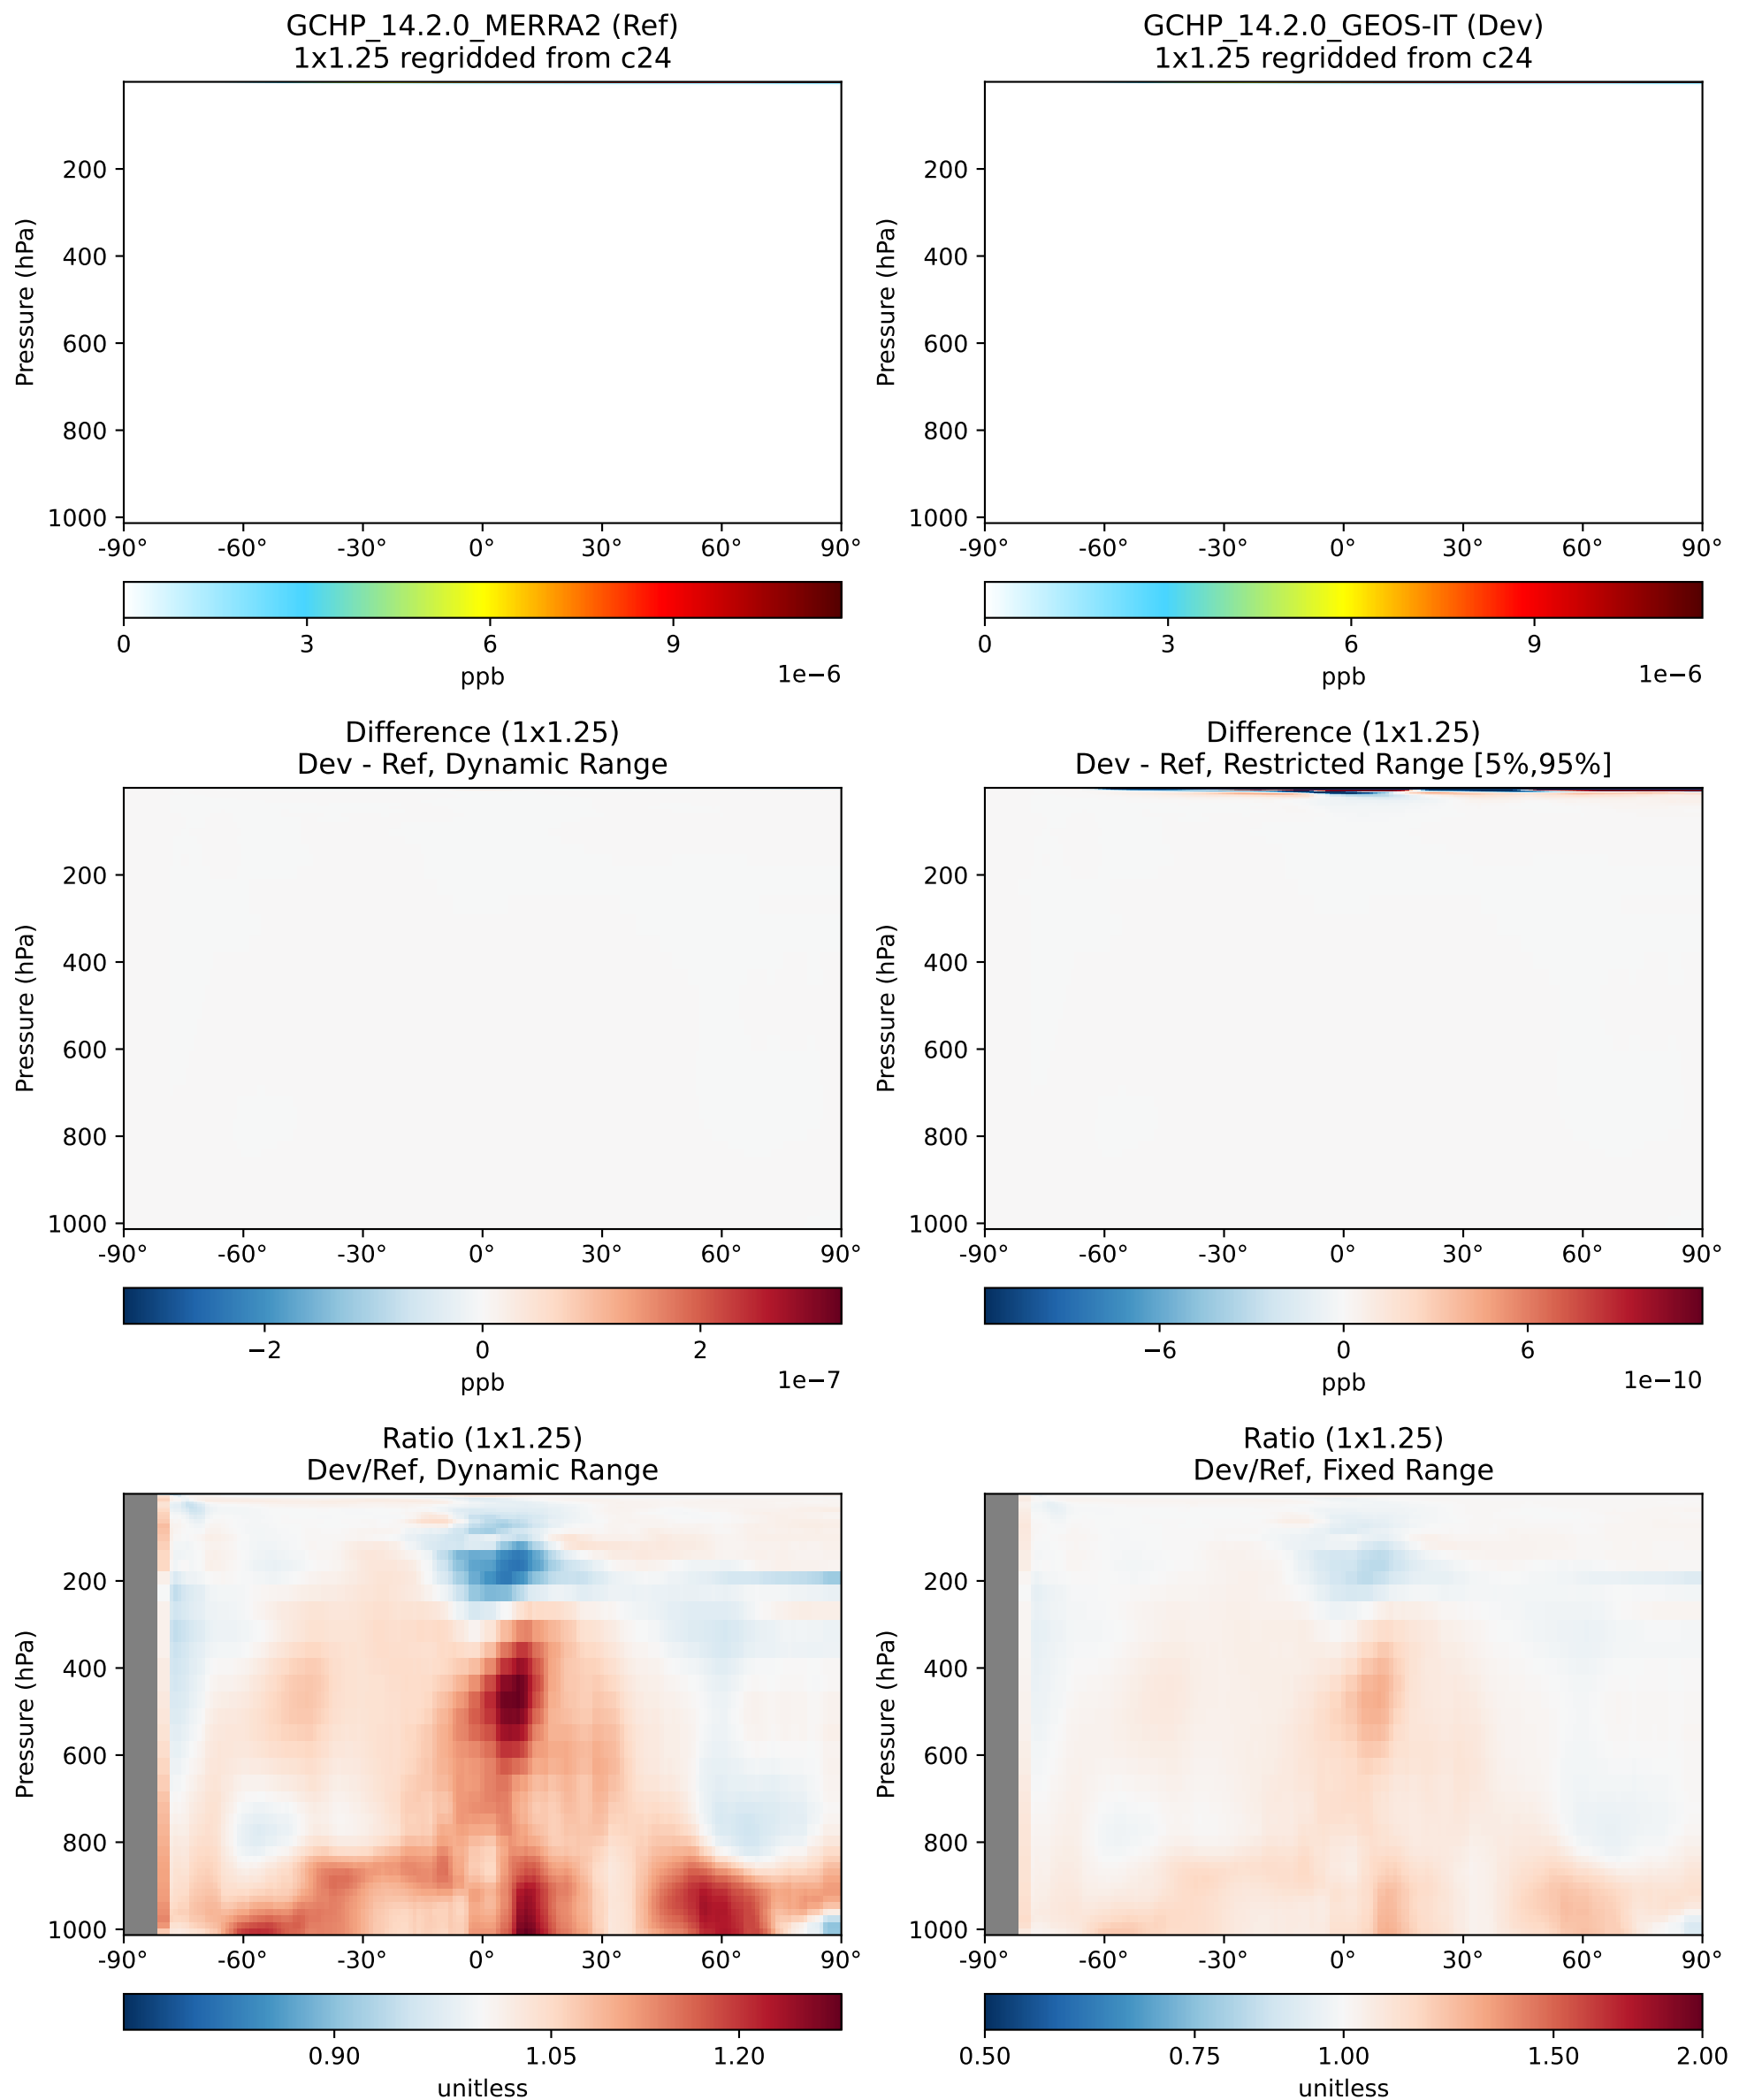 GCHP_14.2.0_MERRA2 (Ref)
1x1.25 regridded from c24
GCHP_14.2.0_GEOS-IT (Dev)
1x1.25 regridded from c24
Pressure (hPa)
200
400
600
800
1000
-90° -60° -30° 0° 30° 60° 90°
0 3 6 9
ppb
1e−6
Pressure (hPa)
200
400
600
800
1000
-90° -60° -30° 0° 30° 60° 90°
0 3 6 9
ppb
1e−6
Difference (1x1.25)
Dev - Ref, Dynamic Range
Difference (1x1.25)
Dev - Ref, Restricted Range [5%,95%]
Pressure (hPa)
200
400
600
800
1000
-90° -60° -30° 0° 30° 60° 90°
−2 0 2
ppb
1e−7
Pressure (hPa)
200
400
600
800
1000
-90° -60° -30° 0° 30° 60° 90°
−6 0 6
ppb
1e−10
Ratio (1x1.25)
Dev/Ref, Dynamic Range
Ratio (1x1.25)
Dev/Ref, Fixed Range
Pressure (hPa)
200
400
600
800
1000
-90° -60° -30° 0° 30° 60° 90°
0.90 1.05 1.20
unitless
Pressure (hPa)
200
400
600
800
1000
-90° -60° -30° 0° 30° 60° 90°
0.50 0.75 1.00 1.50 2.00
unitless